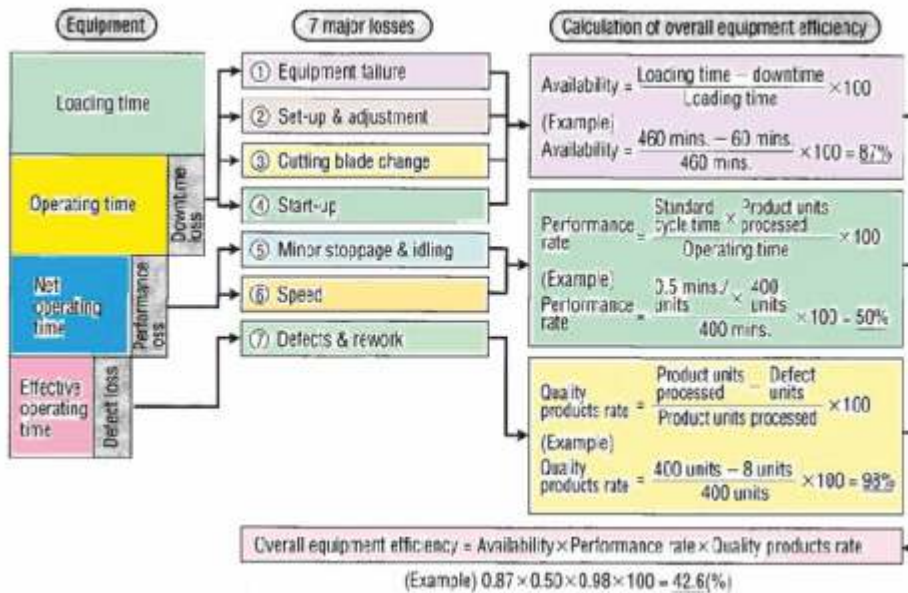 Equipment
7 major losses
Calculation of overall equipment efficiency
Loading time
Operating time
Downtime
loss
Net
operating
time
Performance
loss
Effective
operating
time
Defect loss
① Equipment failure
② Set-up & adjustment
③ Cutting blade change
④ Start-up
⑤ Minor stoppage & idling
⑥ Speed
⑦ Defects & rework
Availability = Loading time − downtime / Loading time ×100
(Example)
Availability = 460 mins. − 60 mins. / 460 mins. ×100 = 87%
Performance rate = Standard cycle time × Product units processed / Operating time ×100
(Example)
Performance rate = 0.5 mins./units × 400 units / 400 mins. ×100 = 50%
Quality products rate = Product units processed − Defect units / Product units processed ×100
(Example)
Quality products rate = 400 units − 8 units / 400 units ×100 = 98%
Overall equipment efficiency = Availability × Performance rate × Quality products rate
(Example) 0.87 × 0.50 × 0.98 × 100 = 42.6(%)